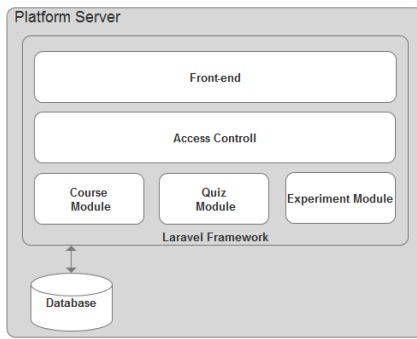 Platform Server
Front-end
Access Controll
Course
Module
Quiz
Module
Experiment Module
Laravel Framework
Database